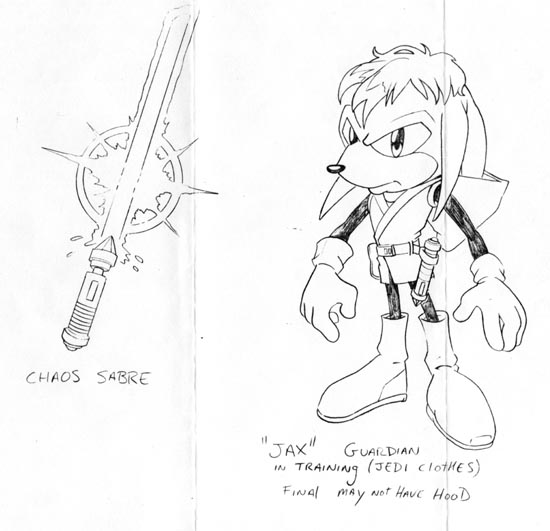 CHAOS SABRE
"JAX" GUARDIAN
IN TRAINING (JEDI CLOTHES)
FINAL MAY NOT HAVE HOOD